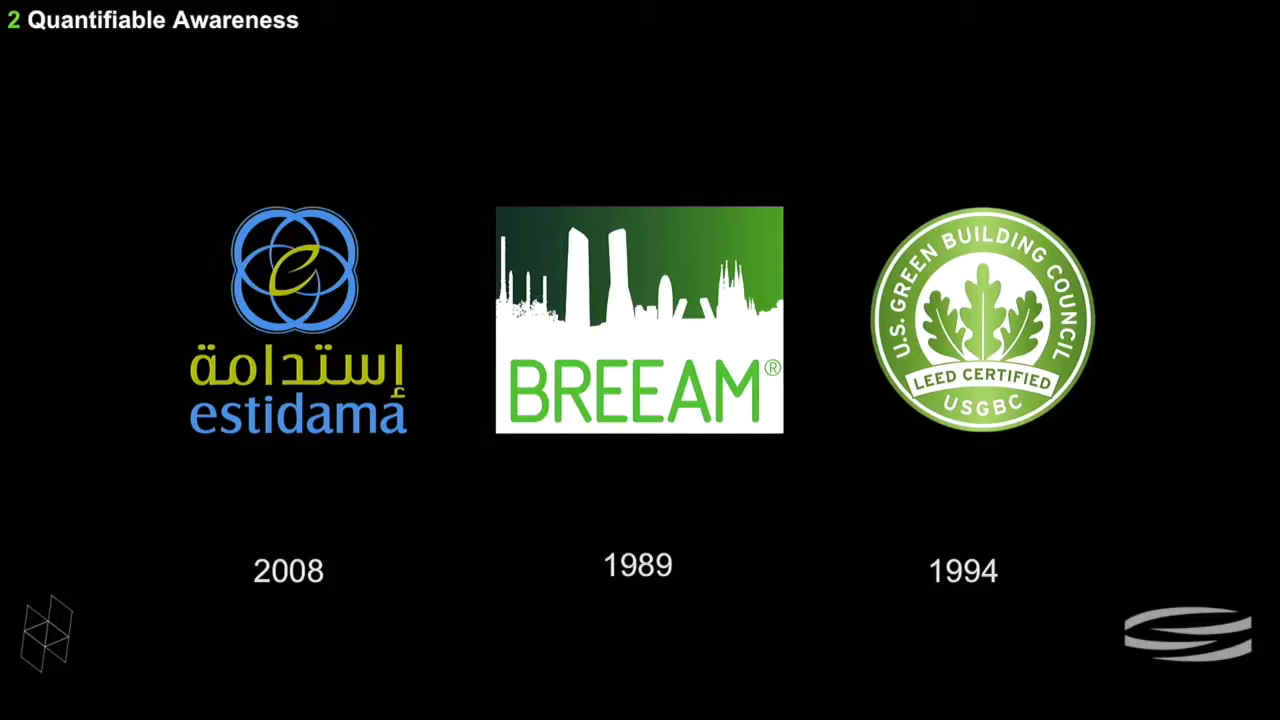 2 Quantifiable Awareness
إستدامة
estidama
BREEAM®
U.S. GREEN BUILDING COUNCIL
LEED CERTIFIED
USGBC
2008
1989
1994